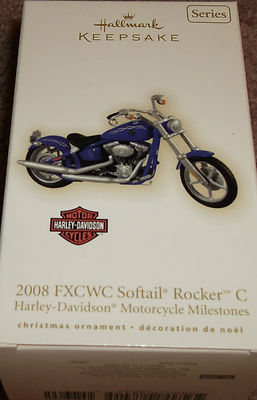 Hallmark
KEEPSAKE
Series
MOTOR
HARLEY-DAVIDSON
CYCLES
2008 FXCWC Softail® Rocker™ C
Harley-Davidson® Motorcycle Milestones
christmas ornament • décoration de noël